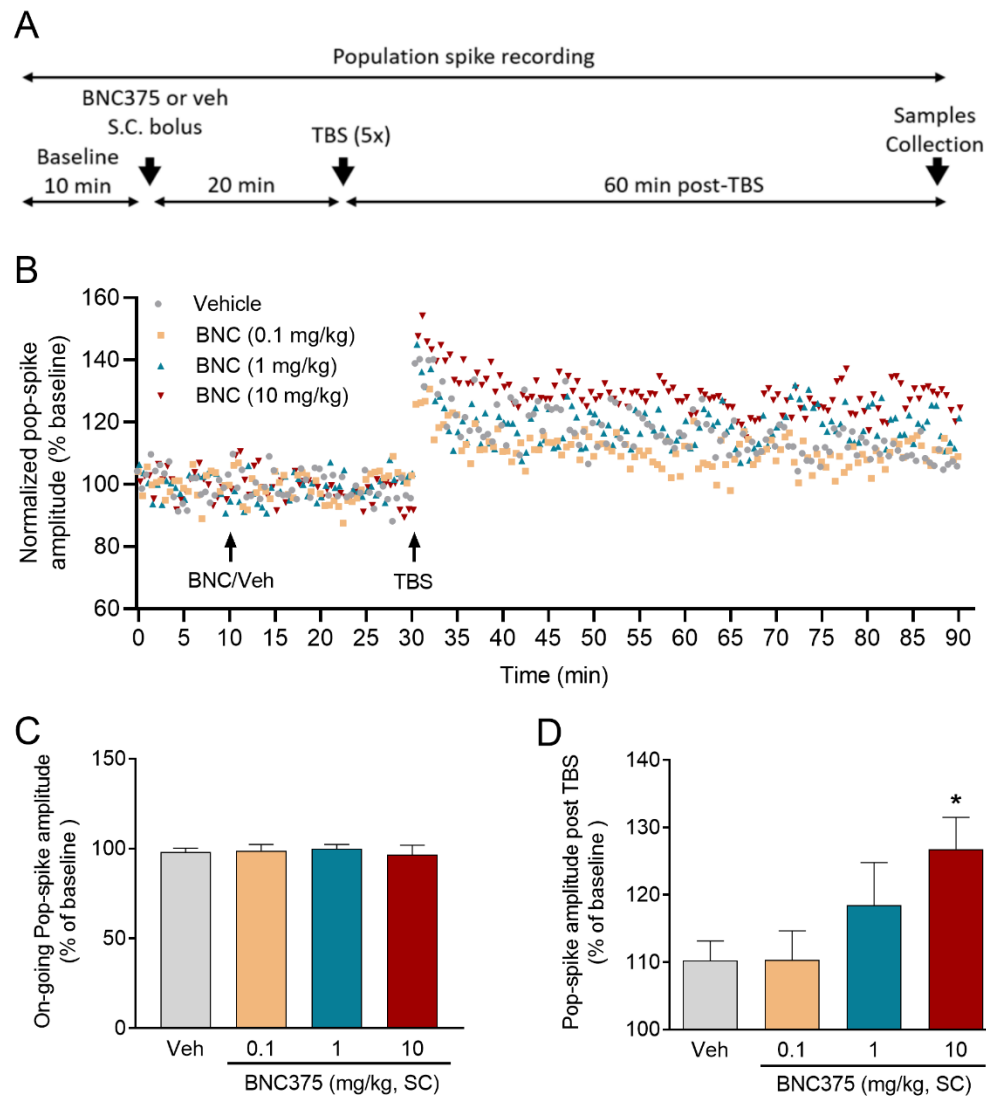 A
Population spike recording
BNC375 or veh
S.C. bolus
TBS (5x)
Samples
Collection
Baseline
10 min
20 min
60 min post-TBS
B
Normalized pop-spike
amplitude (% baseline)
160
140
120
100
80
60
Vehicle
BNC (0.1 mg/kg)
BNC (1 mg/kg)
BNC (10 mg/kg)
BNC/Veh
TBS
0 5 10 15 20 25 30 35 40 45 50 55 60 65 70 75 80 85 90
Time (min)
C
On-going Pop-spike amplitude
(% of baseline )
150
100
50
0
Veh 0.1 1 10
BNC375 (mg/kg, SC)
D
Pop-spike amplitude post TBS
(% of baseline )
140
130
120
110
100
*
Veh 0.1 1 10
BNC375 (mg/kg, SC)